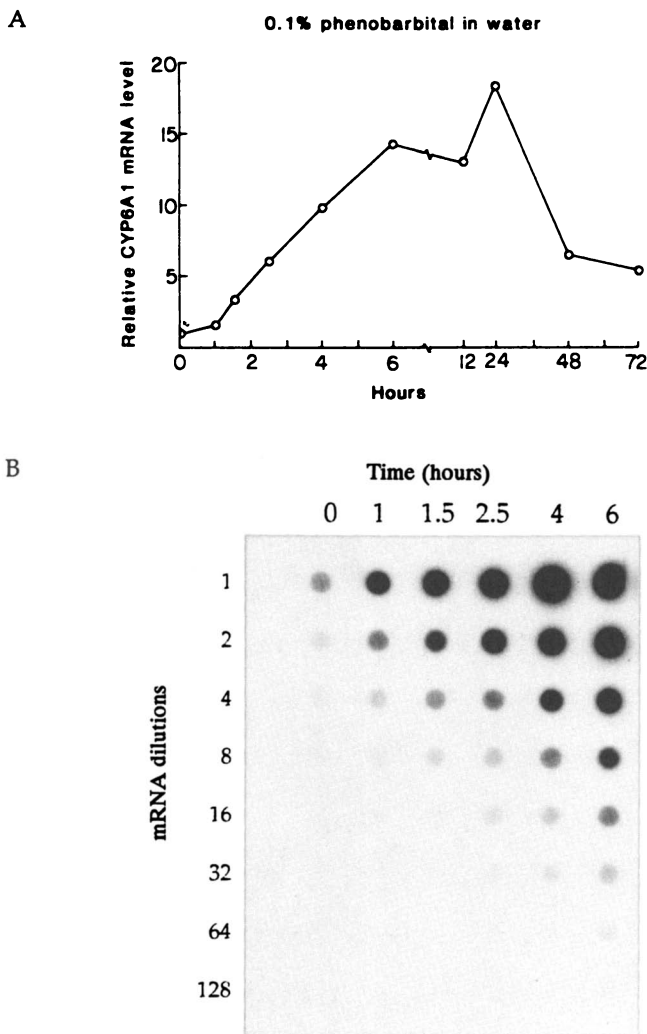 A
0.1% phenobarbital in water
Relative CYP6A1 mRNA level
20
15
10
5
0 2 4 6 12 24 48 72
Hours
B
Time (hours)
0 1 1.5 2.5 4 6
mRNA dilutions
1
2
4
8
16
32
64
128